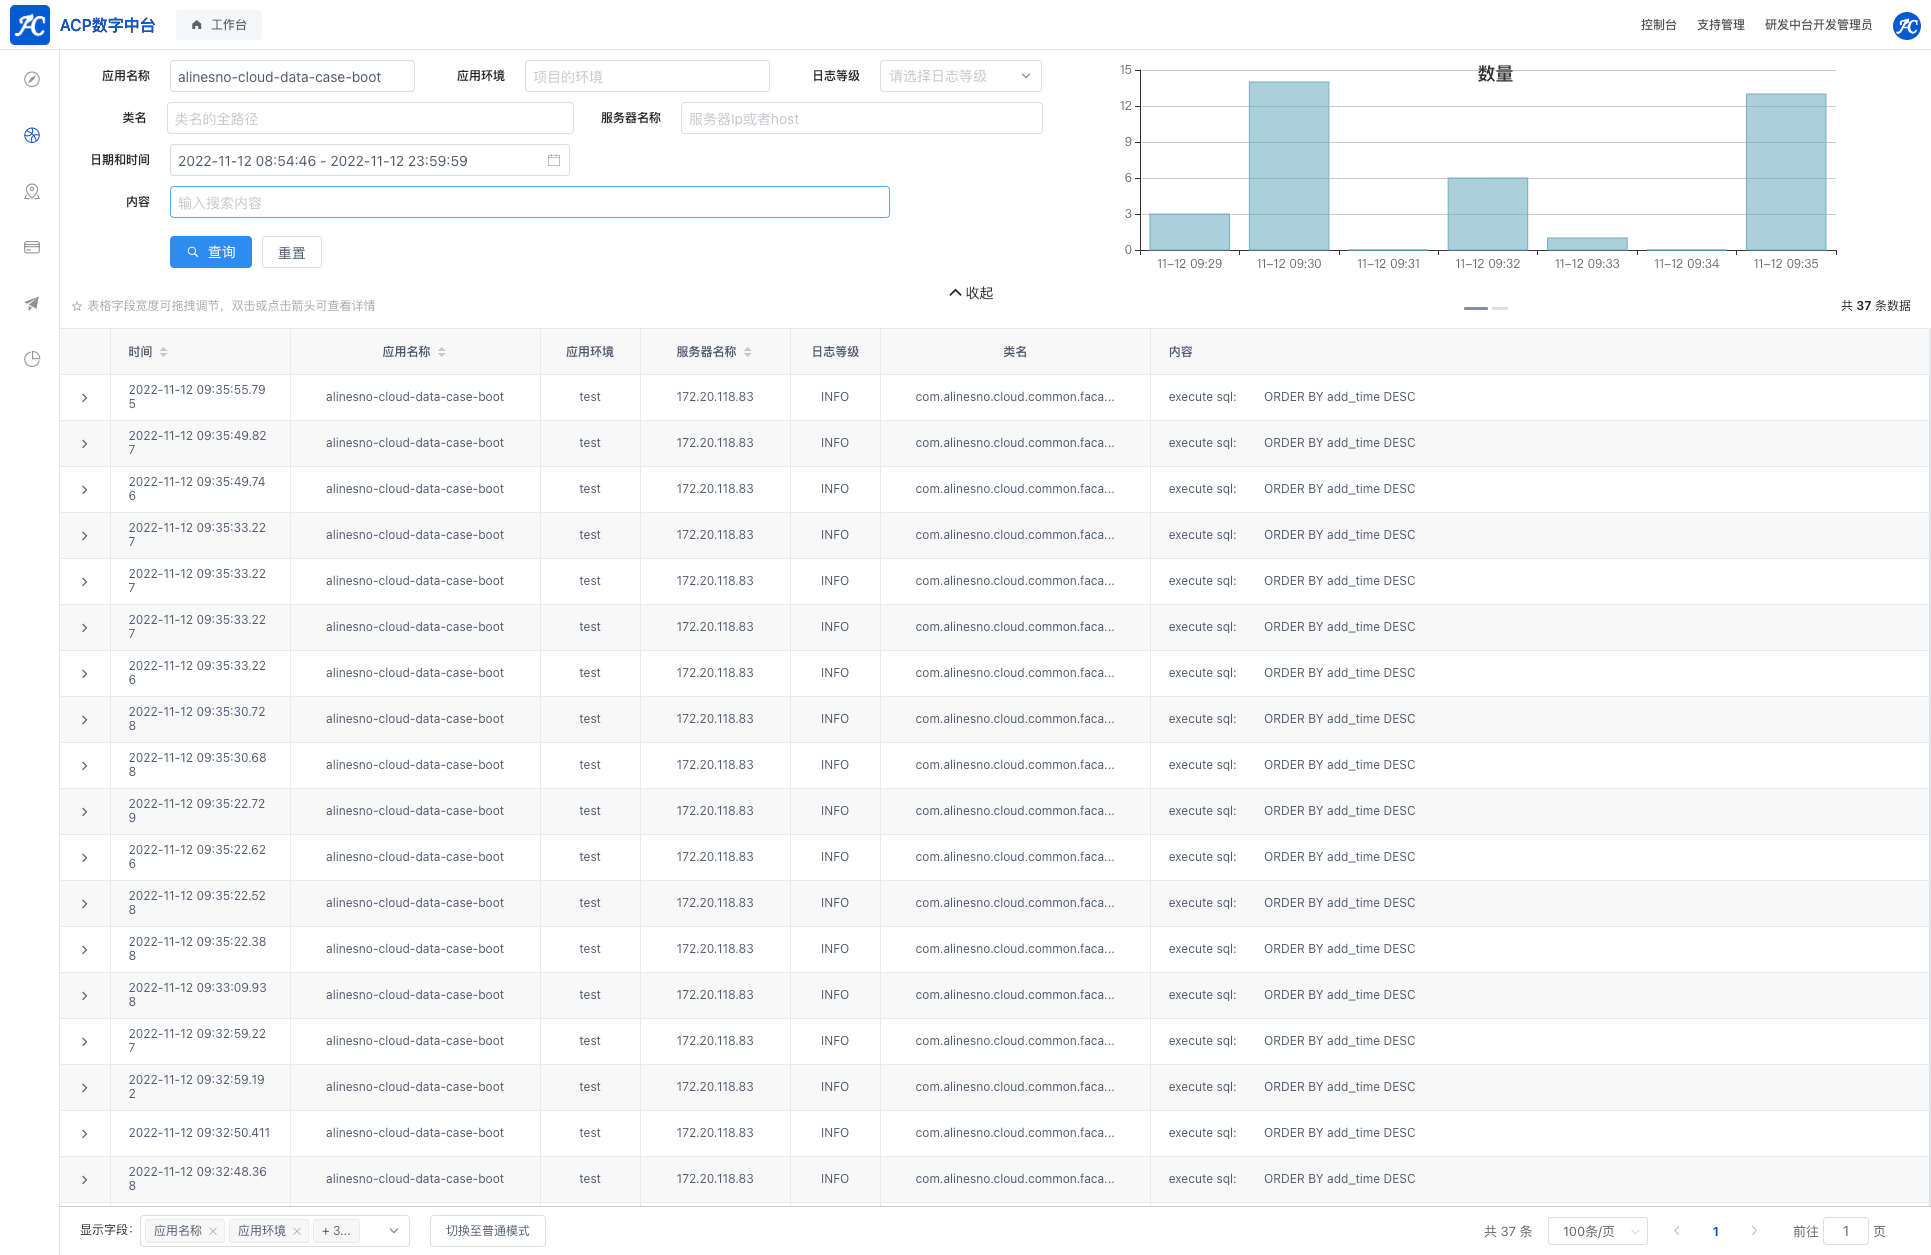 ACP数字中台 工作台 控制台 支持管理 研发中台开发管理员
应用名称 alinesno-cloud-data-case-boot 应用环境 项目的环境 日志等级 请选择日志等级
类名 类名的全路径 服务器名称 服务器Ip或者host
日期和时间 2022-11-12 08:54:46 - 2022-11-12 23:59:59
内容 输入搜索内容
查询 重置
数量
15
12
9
6
3
0
11-12 09:29 11-12 09:30 11-12 09:31 11-12 09:32 11-12 09:33 11-12 09:34 11-12 09:35
收起
表格字段宽度可拖拽调节，双击或点击箭头可查看详情 共 37 条数据
时间 应用名称 应用环境 服务器名称 日志等级 类名 内容
2022-11-12 09:35:55.795 alinesno-cloud-data-case-boot test 172.20.118.83 INFO com.alinesno.cloud.common.faca... execute sql: ORDER BY add_time DESC
2022-11-12 09:35:49.827 alinesno-cloud-data-case-boot test 172.20.118.83 INFO com.alinesno.cloud.common.faca... execute sql: ORDER BY add_time DESC
2022-11-12 09:35:49.746 alinesno-cloud-data-case-boot test 172.20.118.83 INFO com.alinesno.cloud.common.faca... execute sql: ORDER BY add_time DESC
2022-11-12 09:35:33.227 alinesno-cloud-data-case-boot test 172.20.118.83 INFO com.alinesno.cloud.common.faca... execute sql: ORDER BY add_time DESC
2022-11-12 09:35:33.227 alinesno-cloud-data-case-boot test 172.20.118.83 INFO com.alinesno.cloud.common.faca... execute sql: ORDER BY add_time DESC
2022-11-12 09:35:33.227 alinesno-cloud-data-case-boot test 172.20.118.83 INFO com.alinesno.cloud.common.faca... execute sql: ORDER BY add_time DESC
2022-11-12 09:35:33.226 alinesno-cloud-data-case-boot test 172.20.118.83 INFO com.alinesno.cloud.common.faca... execute sql: ORDER BY add_time DESC
2022-11-12 09:35:30.728 alinesno-cloud-data-case-boot test 172.20.118.83 INFO com.alinesno.cloud.common.faca... execute sql: ORDER BY add_time DESC
2022-11-12 09:35:30.688 alinesno-cloud-data-case-boot test 172.20.118.83 INFO com.alinesno.cloud.common.faca... execute sql: ORDER BY add_time DESC
2022-11-12 09:35:22.729 alinesno-cloud-data-case-boot test 172.20.118.83 INFO com.alinesno.cloud.common.faca... execute sql: ORDER BY add_time DESC
2022-11-12 09:35:22.626 alinesno-cloud-data-case-boot test 172.20.118.83 INFO com.alinesno.cloud.common.faca... execute sql: ORDER BY add_time DESC
2022-11-12 09:35:22.528 alinesno-cloud-data-case-boot test 172.20.118.83 INFO com.alinesno.cloud.common.faca... execute sql: ORDER BY add_time DESC
2022-11-12 09:35:22.388 alinesno-cloud-data-case-boot test 172.20.118.83 INFO com.alinesno.cloud.common.faca... execute sql: ORDER BY add_time DESC
2022-11-12 09:33:09.938 alinesno-cloud-data-case-boot test 172.20.118.83 INFO com.alinesno.cloud.common.faca... execute sql: ORDER BY add_time DESC
2022-11-12 09:32:59.227 alinesno-cloud-data-case-boot test 172.20.118.83 INFO com.alinesno.cloud.common.faca... execute sql: ORDER BY add_time DESC
2022-11-12 09:32:59.192 alinesno-cloud-data-case-boot test 172.20.118.83 INFO com.alinesno.cloud.common.faca... execute sql: ORDER BY add_time DESC
2022-11-12 09:32:50.411 alinesno-cloud-data-case-boot test 172.20.118.83 INFO com.alinesno.cloud.common.faca... execute sql: ORDER BY add_time DESC
2022-11-12 09:32:48.368 alinesno-cloud-data-case-boot test 172.20.118.83 INFO com.alinesno.cloud.common.faca... execute sql: ORDER BY add_time DESC
显示字段: 应用名称 应用环境 + 3... 切换至普通模式 共 37 条 100条/页 1 前往 1 页